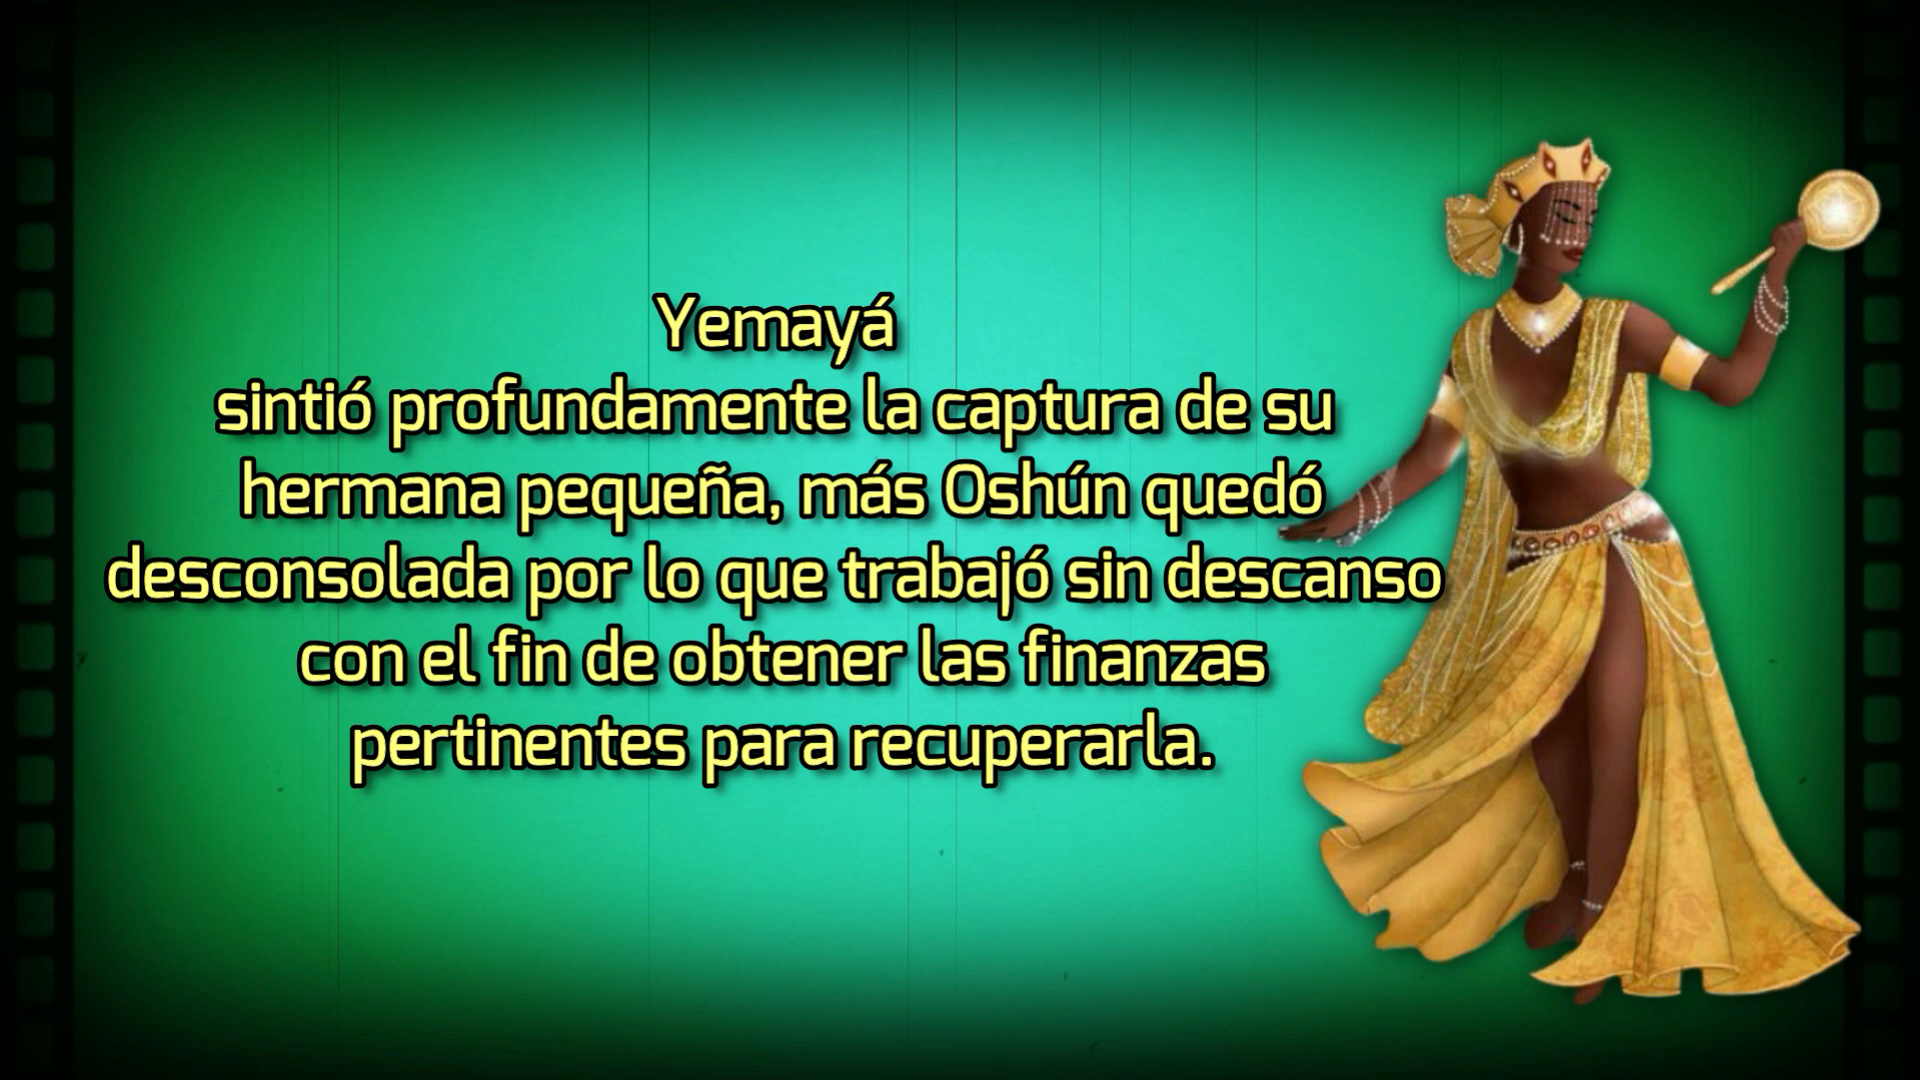 Yemayá
sintió profundamente la captura de su
hermana pequeña, más Oshún quedó
desconsolada por lo que trabajó sin descanso
con el fin de obtener las finanzas
pertinentes para recuperarla.